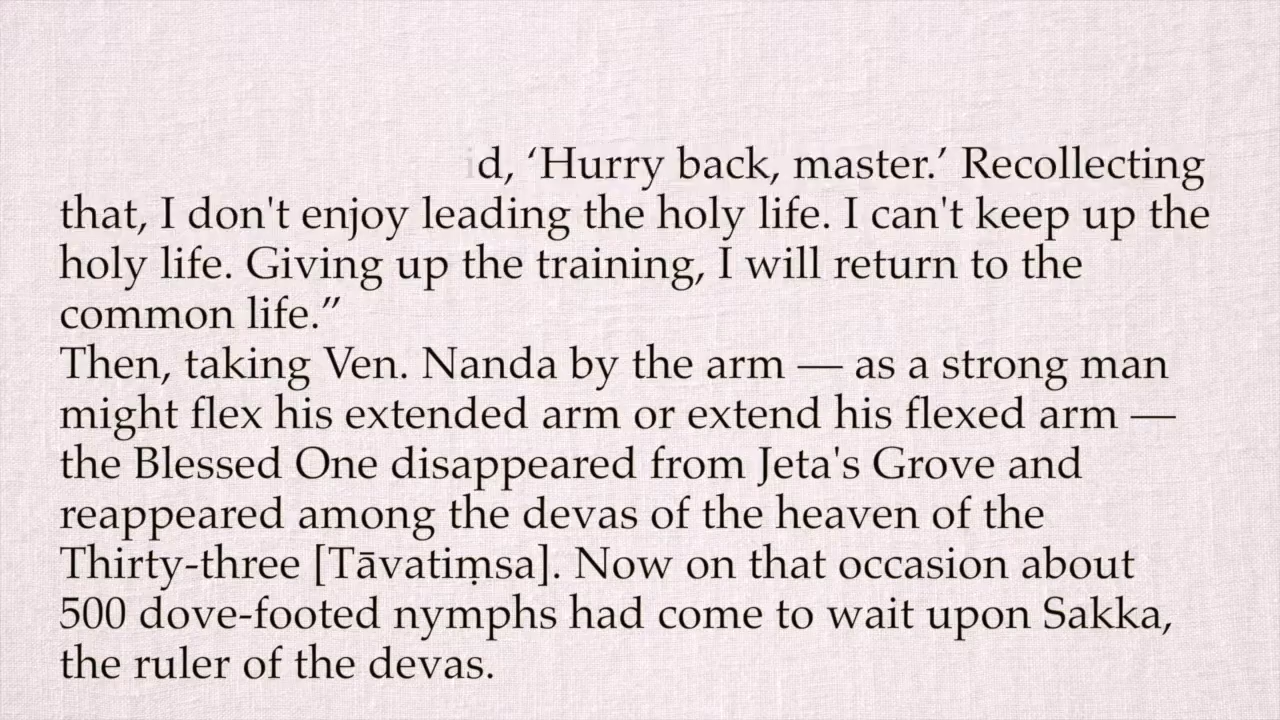 d, ‘Hurry back, master.’ Recollecting
that, I don't enjoy leading the holy life. I can't keep up the
holy life. Giving up the training, I will return to the
common life.”
Then, taking Ven. Nanda by the arm — as a strong man
might flex his extended arm or extend his flexed arm —
the Blessed One disappeared from Jeta's Grove and
reappeared among the devas of the heaven of the
Thirty-three [Tāvatiṃsa]. Now on that occasion about
500 dove-footed nymphs had come to wait upon Sakka,
the ruler of the devas.